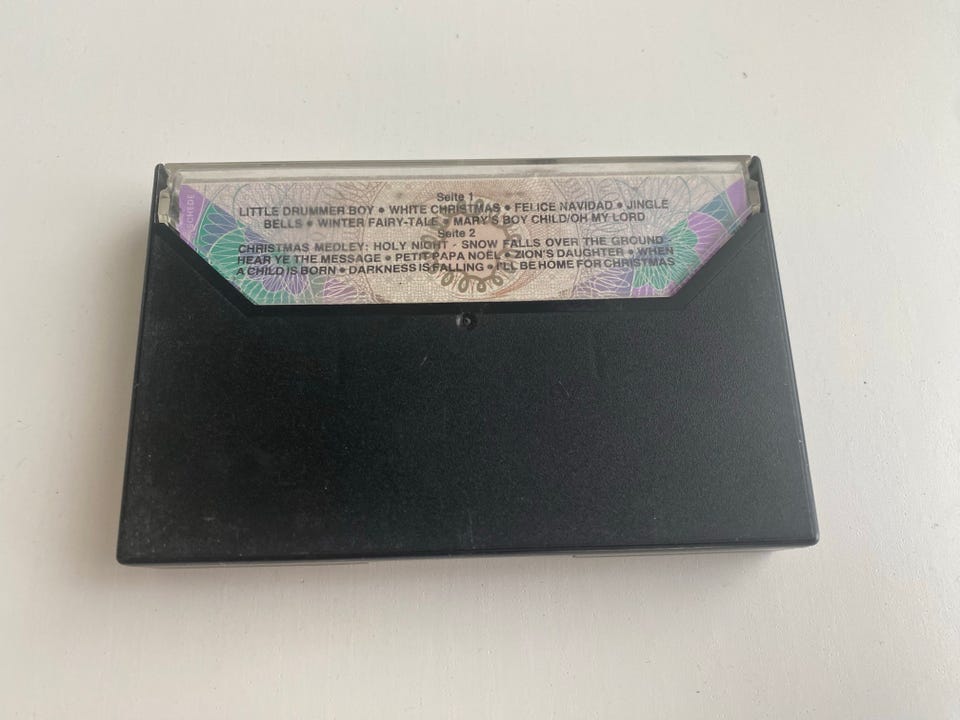 Seite 1
LITTLE DRUMMER BOY • WHITE CHRISTMAS • FELICE NAVIDAD • JINGLE
BELLS • WINTER FAIRY-TALE • MARY'S BOY CHILD/OH MY LORD
Seite 2
CHRISTMAS MEDLEY: HOLY NIGHT - SNOW FALLS OVER THE GROUND -
HEAR YE THE MESSAGE • PETIT PAPA NOËL • ZION'S DAUGHTER • WHEN
A CHILD IS BORN • DARKNESS IS FALLING • I'LL BE HOME FOR CHRISTMAS